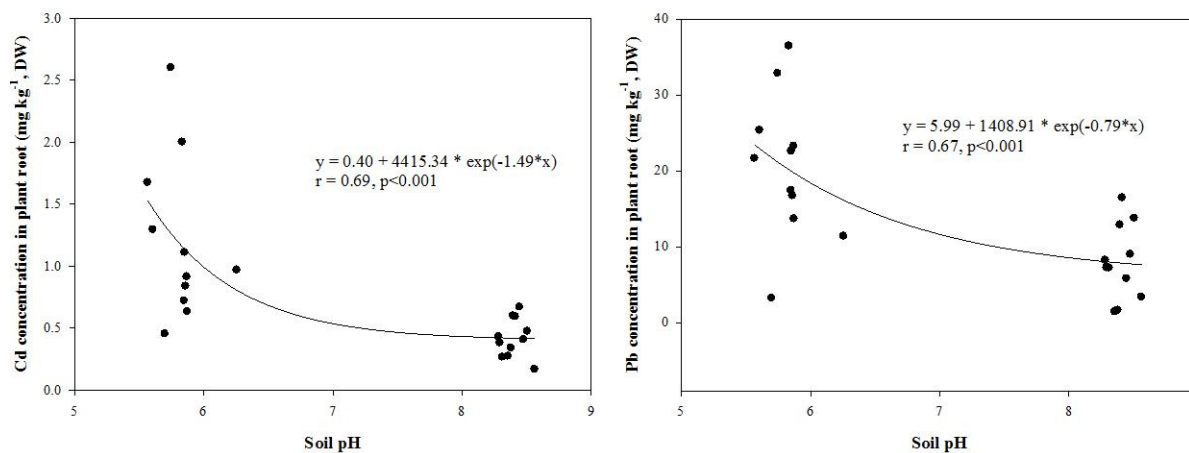 3.0
2.5
2.0
1.5
1.0
0.5
0.0
Cd concentration in plant root (mg kg⁻¹, DW)
y = 0.40 + 4415.34 * exp(-1.49*x)
r = 0.69, p<0.001
5 6 7 8 9
Soil pH
40
30
20
10
0
Pb concentration in plant root (mg kg⁻¹, DW)
y = 5.99 + 1408.91 * exp(-0.79*x)
r = 0.67, p<0.001
5 6 7 8
Soil pH